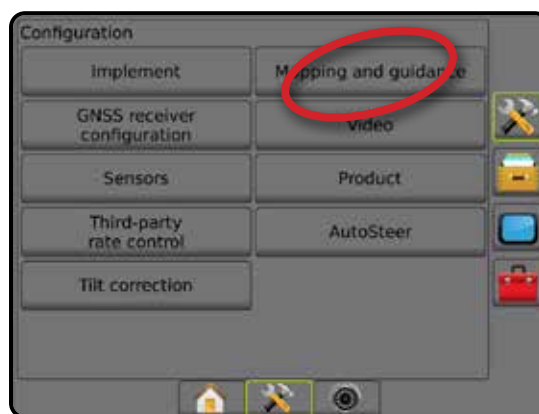 Configuration
Implement
Mapping and guidance
GNSS receiver
configuration
Video
Sensors
Product
Third-party
rate control
AutoSteer
Tilt correction